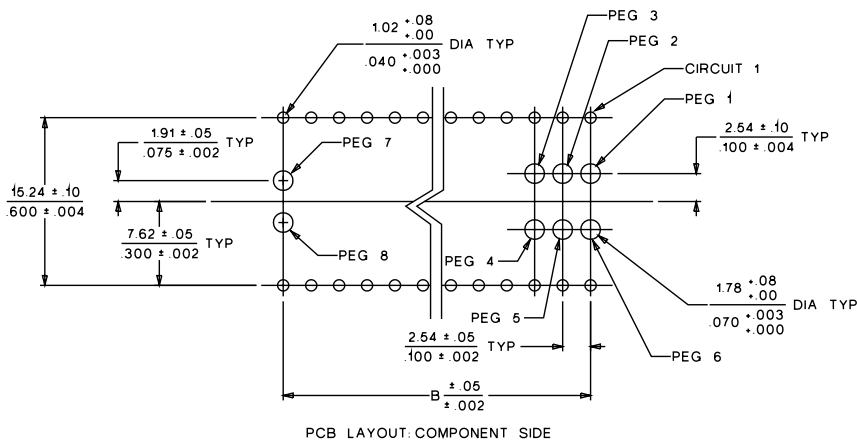 PEG 3
1.02 +.08
+.00
DIA TYP
.040 +.003
+.000
PEG 2
CIRCUIT 1
PEG 1
1.91 ± .05
TYP
.075 ± .002
PEG 7
2.54 ± .10
TYP
.100 ± .004
15.24 ± .10
.600 ± .004
7.62 ± .05
TYP
.300 ± .002
PEG 8
PEG 4
1.78 +.08
+.00
DIA TYP
.070 +.003
+.000
PEG 5
2.54 ± .05
TYP
.100 ± .002
PEG 6
B ± .05
± .002
PCB LAYOUT: COMPONENT SIDE